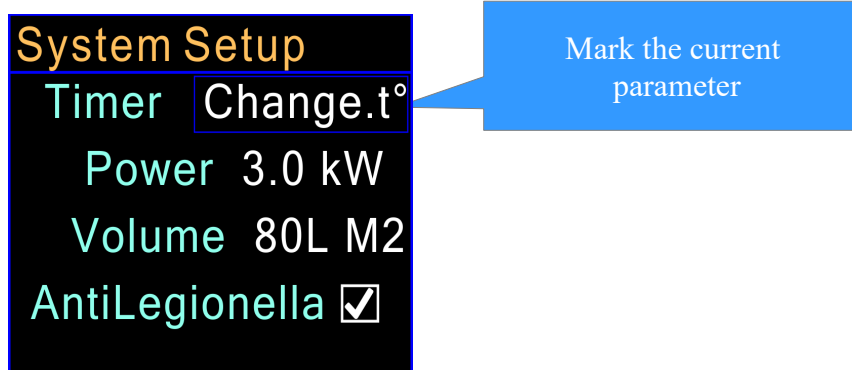 System Setup
Timer Change.t°
Power 3.0 kW
Volume 80L M2
AntiLegionella
Mark the current
parameter